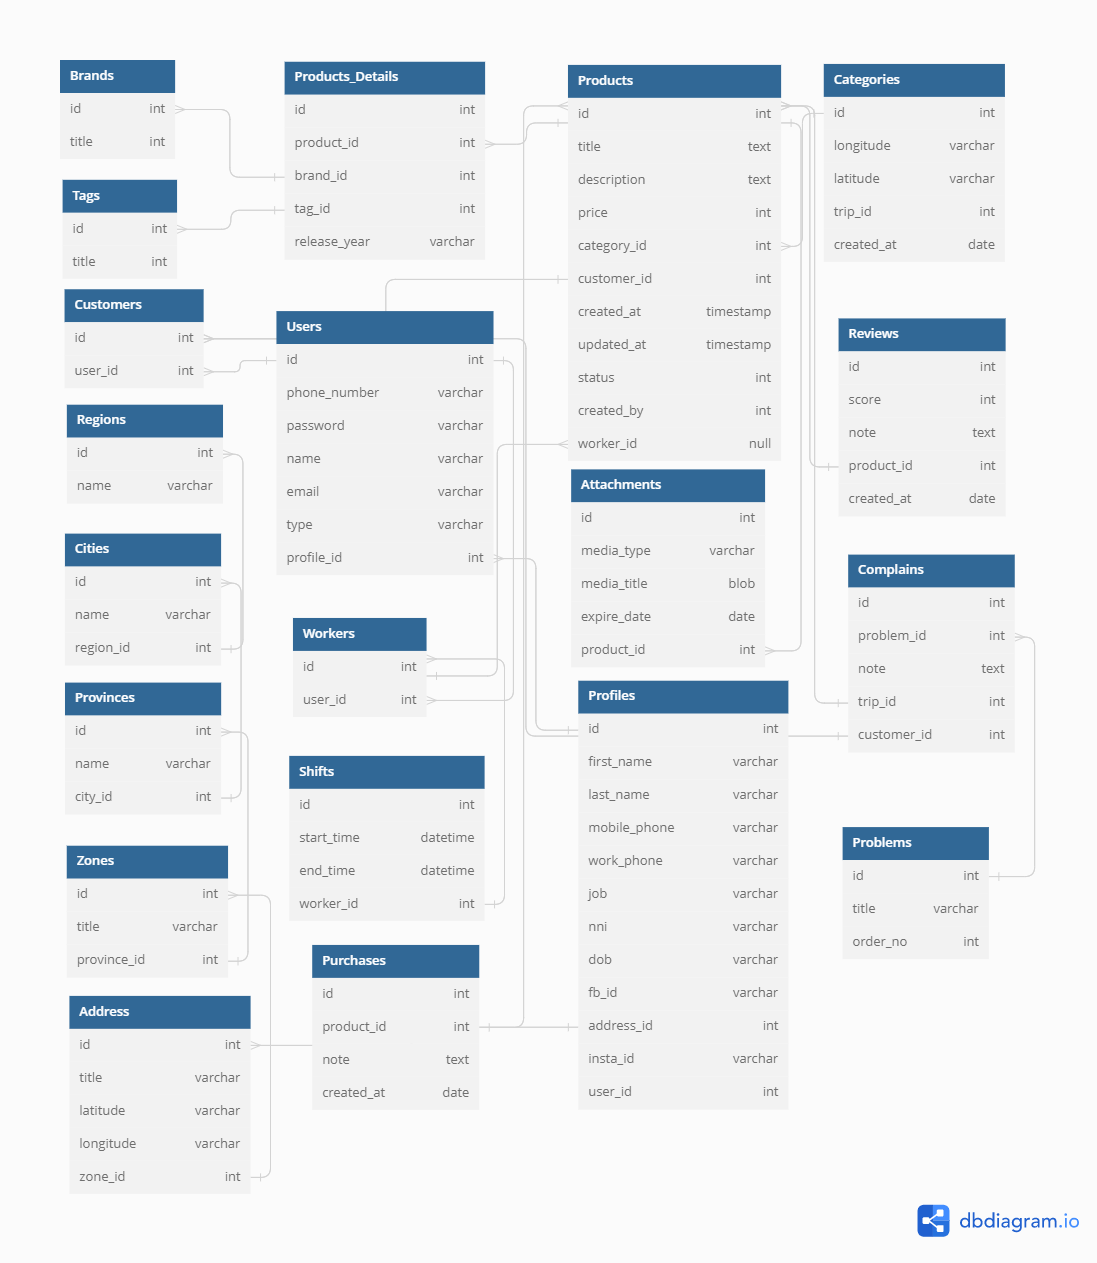 Brands
id int
title int
Tags
id int
title int
Customers
id int
user_id int
Regions
id int
name varchar
Cities
id int
name varchar
region_id int
Provinces
id int
name varchar
city_id int
Zones
id int
title varchar
province_id int
Address
id int
title varchar
latitude varchar
longitude varchar
zone_id int
Products_Details
id int
product_id int
brand_id int
tag_id int
release_year varchar
Users
id int
phone_number varchar
password varchar
name varchar
email varchar
type varchar
profile_id int
Workers
id int
user_id int
Shifts
id int
start_time datetime
end_time datetime
worker_id int
Purchases
id int
product_id int
note text
created_at date
Products
id int
title text
description text
price int
category_id int
customer_id int
created_at timestamp
updated_at timestamp
status int
created_by int
worker_id null
Attachments
id int
media_type varchar
media_title blob
expire_date date
product_id int
Profiles
id int
first_name varchar
last_name varchar
mobile_phone varchar
work_phone varchar
job varchar
nni varchar
dob varchar
fb_id varchar
address_id int
insta_id varchar
user_id int
Categories
id int
longitude varchar
latitude varchar
trip_id int
created_at date
Reviews
id int
score int
note text
product_id int
created_at date
Complains
id int
problem_id int
note text
trip_id int
customer_id int
Problems
id int
title varchar
order_no int
dbdiagram.io